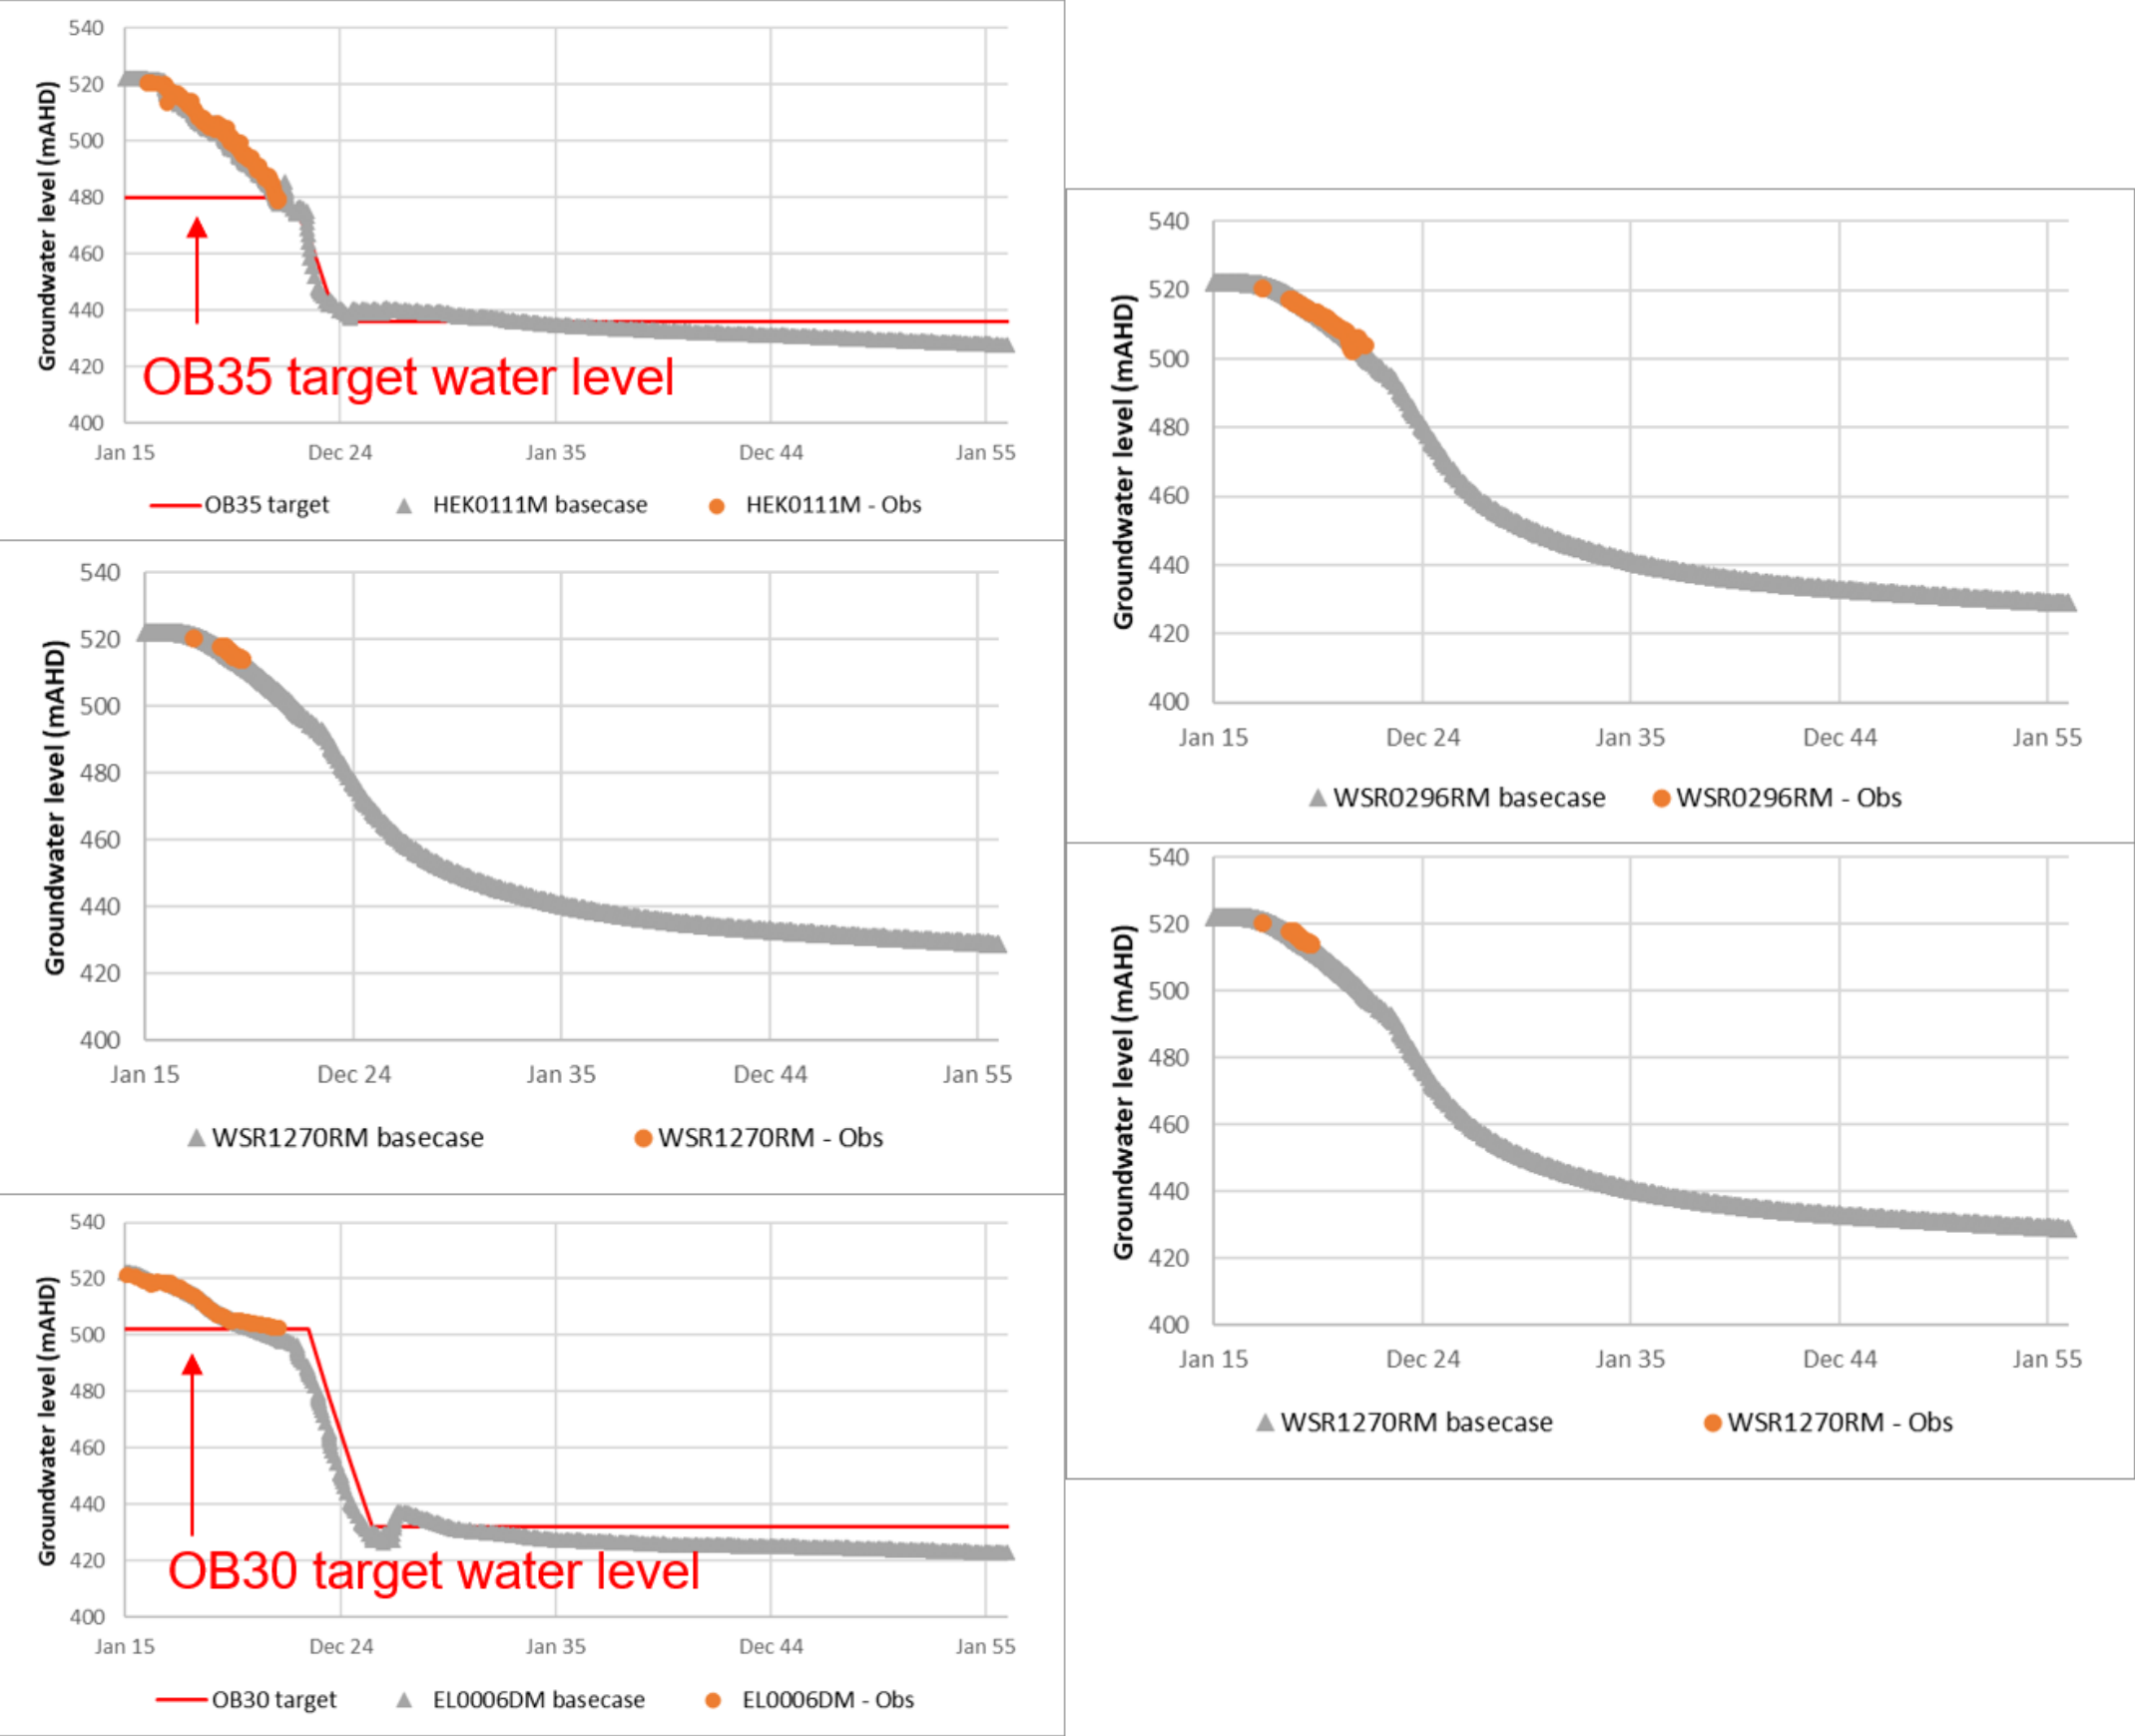 540
520
500
480
460
440
420
400
Groundwater level (mAHD)
OB35 target water level
Jan 15 Dec 24 Jan 35 Dec 44 Jan 55
OB35 target HEK0111M basecase HEK0111M - Obs
540
520
500
480
460
440
420
400
Groundwater level (mAHD)
Jan 15 Dec 24 Jan 35 Dec 44 Jan 55
WSR1270RM basecase WSR1270RM - Obs
540
520
500
480
460
440
420
400
Groundwater level (mAHD)
OB30 target water level
Jan 15 Dec 24 Jan 35 Dec 44 Jan 55
OB30 target EL0006DM basecase EL0006DM - Obs
540
520
500
480
460
440
420
400
Groundwater level (mAHD)
Jan 15 Dec 24 Jan 35 Dec 44 Jan 55
WSR0296RM basecase WSR0296RM - Obs
540
520
500
480
460
440
420
400
Groundwater level (mAHD)
Jan 15 Dec 24 Jan 35 Dec 44 Jan 55
WSR1270RM basecase WSR1270RM - Obs